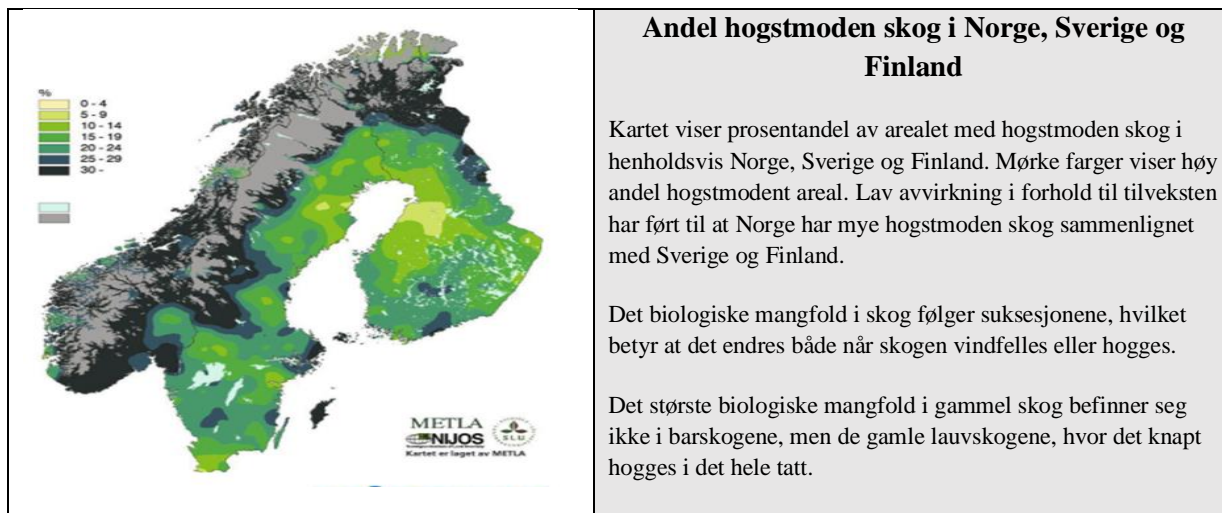 %
0 - 4
5 - 9
10 - 14
15 - 19
20 - 24
25 - 29
30 -
METLA
NIJOS
SLU
Kartet er laget av METLA
Andel hogstmoden skog i Norge, Sverige og
Finland
Kartet viser prosentandel av arealet med hogstmoden skog i
henholdsvis Norge, Sverige og Finland. Mørke farger viser høy
andel hogstmodent areal. Lav avvirkning i forhold til tilveksten
har ført til at Norge har mye hogstmoden skog sammenlignet
med Sverige og Finland.
Det biologiske mangfold i skog følger suksesjonene, hvilket
betyr at det endres både når skogen vindfelles eller hogges.
Det største biologiske mangfold i gammel skog befinner seg
ikke i barskogene, men de gamle lauvskogene, hvor det knapt
hogges i det hele tatt.